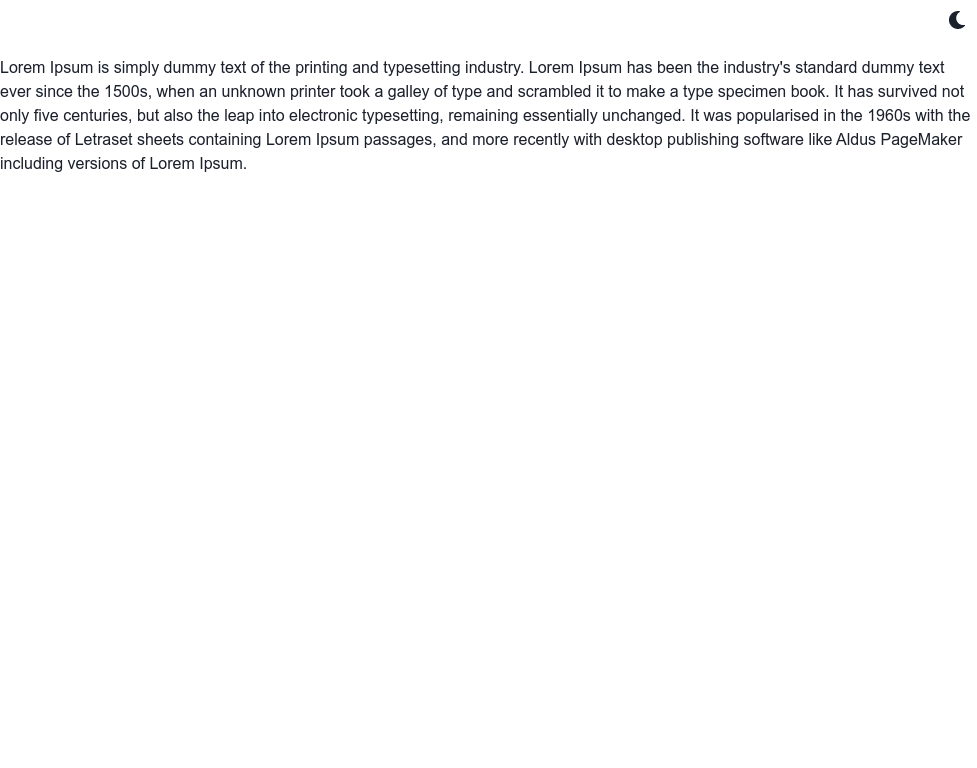 Lorem Ipsum is simply dummy text of the printing and typesetting industry. Lorem Ipsum has been the industry's standard dummy text
ever since the 1500s, when an unknown printer took a galley of type and scrambled it to make a type specimen book. It has survived not
only five centuries, but also the leap into electronic typesetting, remaining essentially unchanged. It was popularised in the 1960s with the
release of Letraset sheets containing Lorem Ipsum passages, and more recently with desktop publishing software like Aldus PageMaker
including versions of Lorem Ipsum.